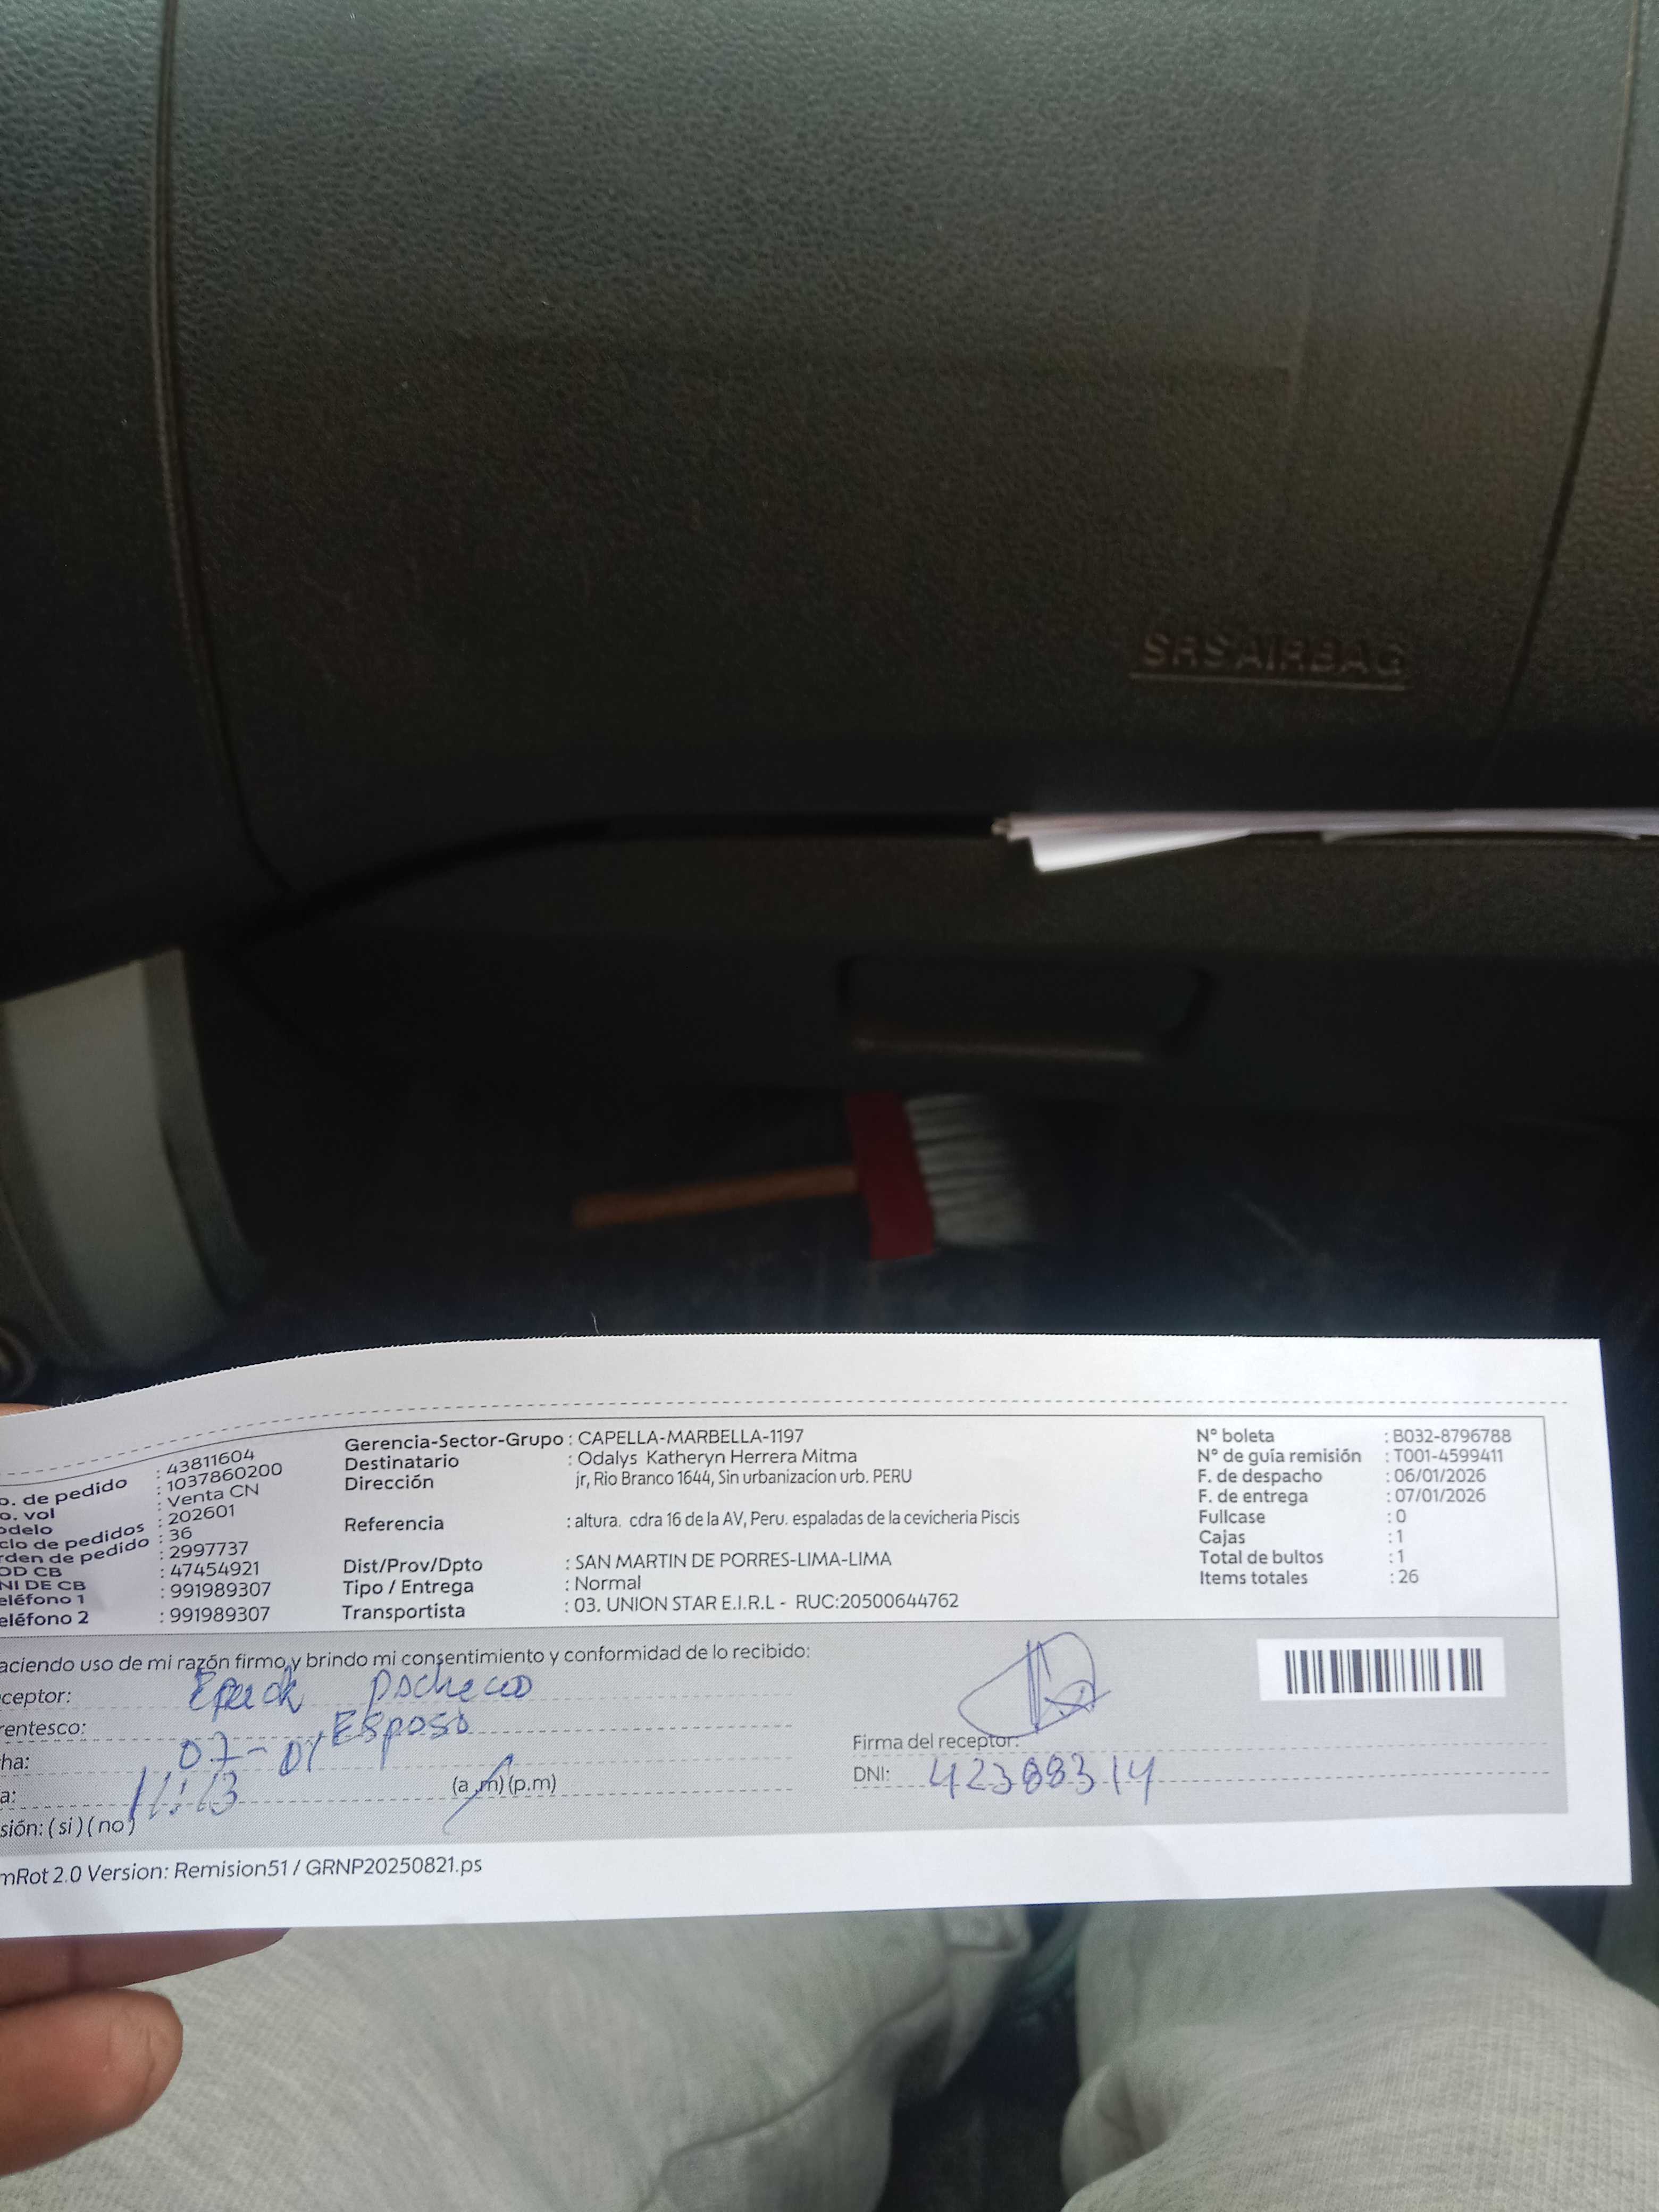 SRS AIRBAG
o. de pedido : 43811604
o. vol : 1037860200
odelo : Venta CN
clo de pedidos : 202601
rden de pedido : 36
OD CB : 2997737
NI DE CB : 47454921
eléfono 1 : 991989307
eléfono 2 : 991989307
Gerencia-Sector-Grupo : CAPELLA-MARBELLA-1197
Destinatario : Odalys Katheryn Herrera Mitma
Dirección jr, Rio Branco 1644, Sin urbanizacion urb. PERU
Referencia : altura. cdra 16 de la AV, Peru. espaladas de la cevicheria Piscis
Dist/Prov/Dpto : SAN MARTIN DE PORRES-LIMA-LIMA
Tipo / Entrega : Normal
Transportista : 03. UNION STAR E.I.R.L - RUC:20500644762
Nº boleta : B032-8796788
Nº de guía remisión : T001-4599411
F. de despacho : 06/01/2026
F. de entrega : 07/01/2026
Fullcase : 0
Cajas : 1
Total de bultos : 1
Items totales : 26
aciendo uso de mi razón firmo y brindo mi consentimiento y conformidad de lo recibido:
ceptor: Pacheco
rentesco: Esposo
ha: 07-01
a: 11:13 (a.m) (p.m)
sión: ( si ) ( no )
Firma del receptor:
DNI: 42388314
mRot 2.0 Version: Remision51 / GRNP20250821.ps